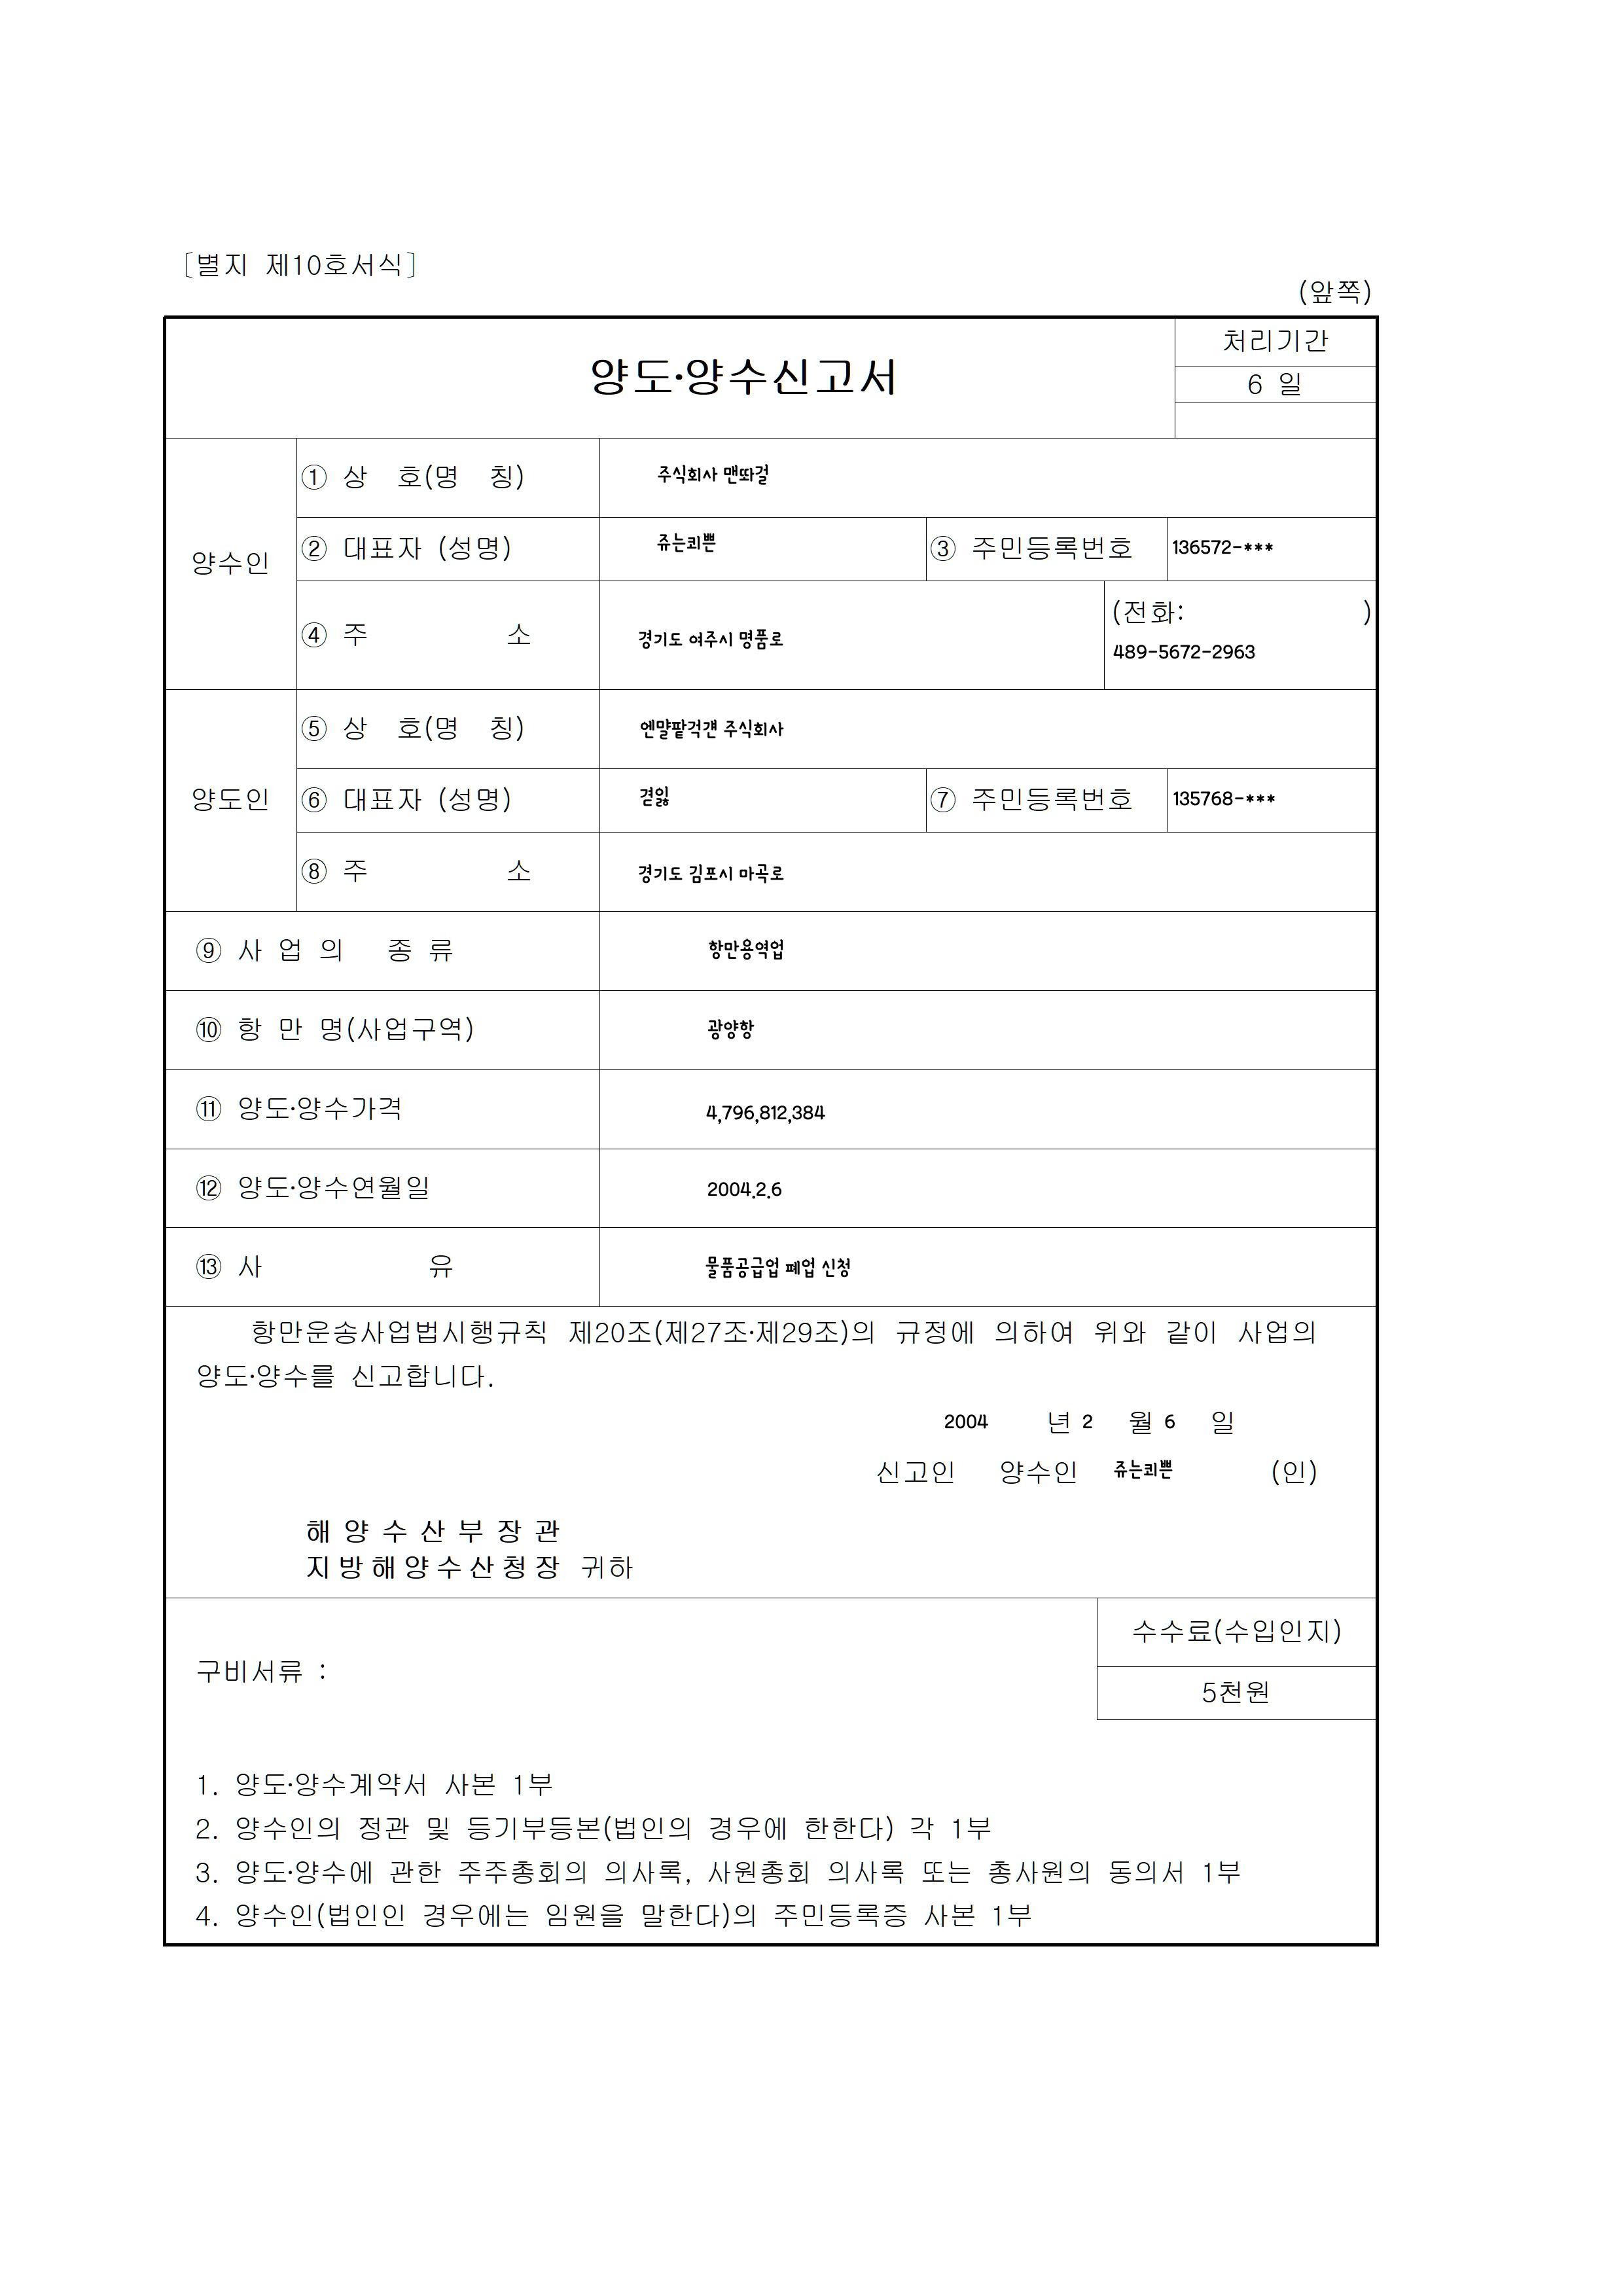 [별지 제10호서식]
(앞쪽)
양도·양수신고서
처리기간
6 일
양수인
① 상 호(명 칭)
주식회사 맨똬걸
② 대표자 (성명)
쥬는쾨쁜
③ 주민등록번호
136572-***
④ 주 소
경기도 여주시 명품로
(전화: )
489-5672-2963
양도인
⑤ 상 호(명 칭)
엔먈팥걱걘 주식회사
⑥ 대표자 (성명)
겯잃
⑦ 주민등록번호
135768-***
⑧ 주 소
경기도 김포시 마곡로
⑨ 사 업 의 종 류
항만용역업
⑩ 항 만 명(사업구역)
광양항
⑪ 양도·양수가격
4,796,812,384
⑫ 양도·양수연월일
2004.2.6
⑬ 사 유
물품공급업 폐업 신청
항만운송사업법시행규칙 제20조(제27조·제29조)의 규정에 의하여 위와 같이 사업의
양도·양수를 신고합니다.
2004 년 2 월 6 일
신고인 양수인 쥬는쾨쁜 (인)
해 양 수 산 부 장 관
지방해양수산청장 귀하
수수료(수입인지)
구비서류 :
5천원
1. 양도·양수계약서 사본 1부
2. 양수인의 정관 및 등기부등본(법인의 경우에 한한다) 각 1부
3. 양도·양수에 관한 주주총회의 의사록, 사원총회 의사록 또는 총사원의 동의서 1부
4. 양수인(법인인 경우에는 임원을 말한다)의 주민등록증 사본 1부